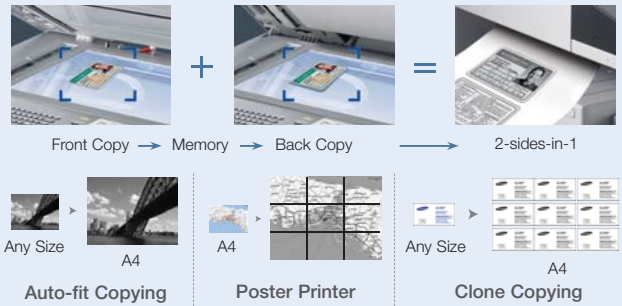 Front Copy → Memory → Back Copy → 2-sides-in-1
Any Size
A4
Auto-fit Copying
A4
Poster Printer
Any Size
A4
Clone Copying